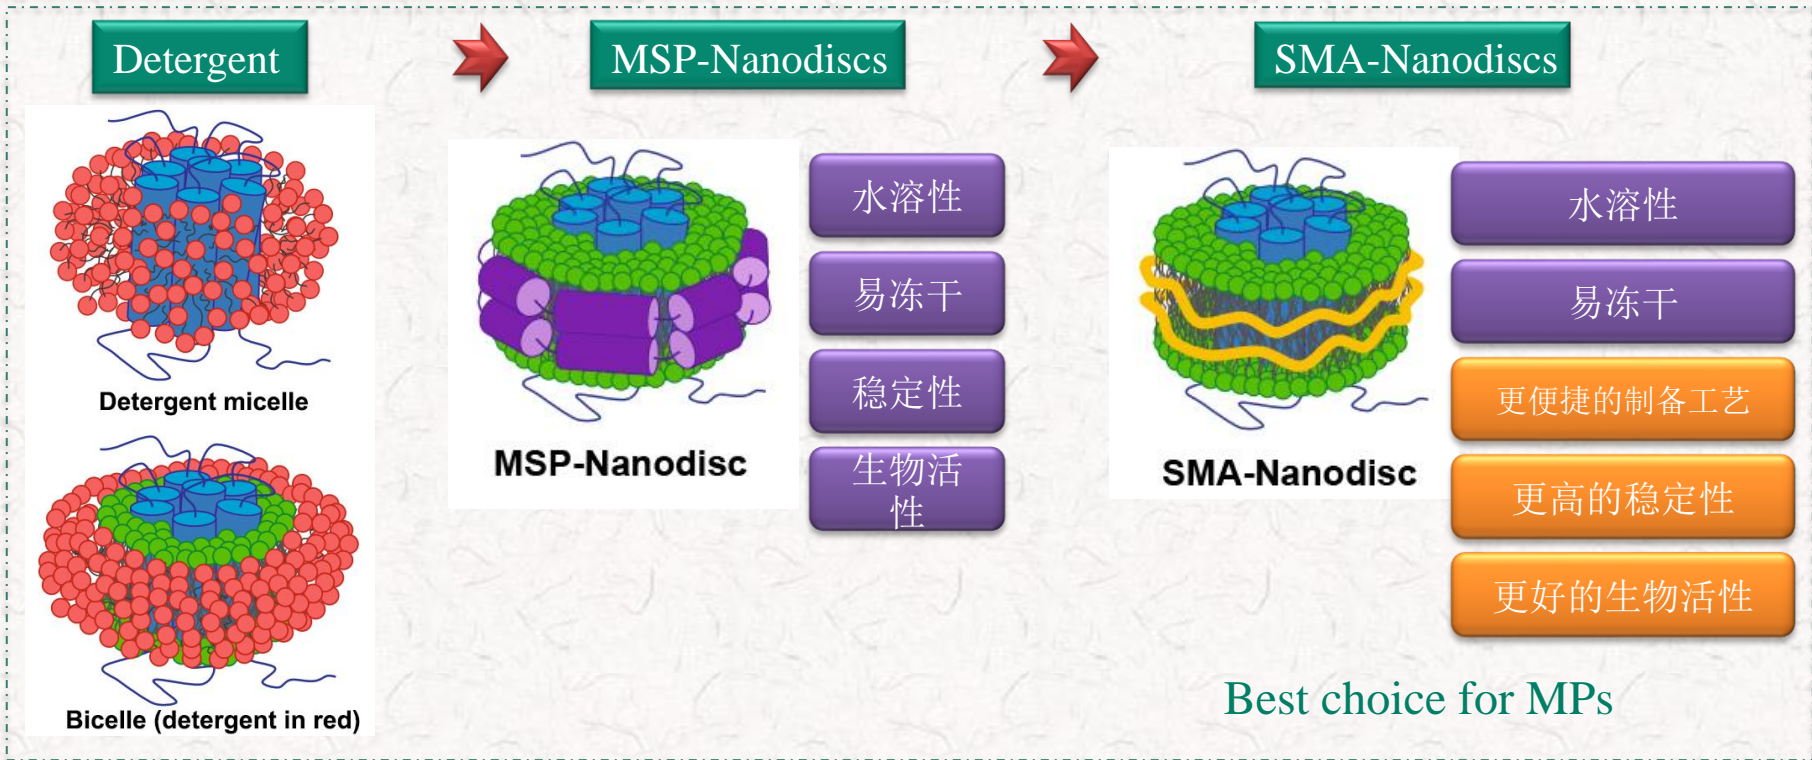 Detergent
MSP-Nanodiscs
SMA-Nanodiscs
Detergent micelle
Bicelle (detergent in red)
MSP-Nanodisc
水溶性
易冻干
稳定性
生物活
性
SMA-Nanodisc
水溶性
易冻干
更便捷的制备工艺
更高的稳定性
更好的生物活性
Best choice for MPs